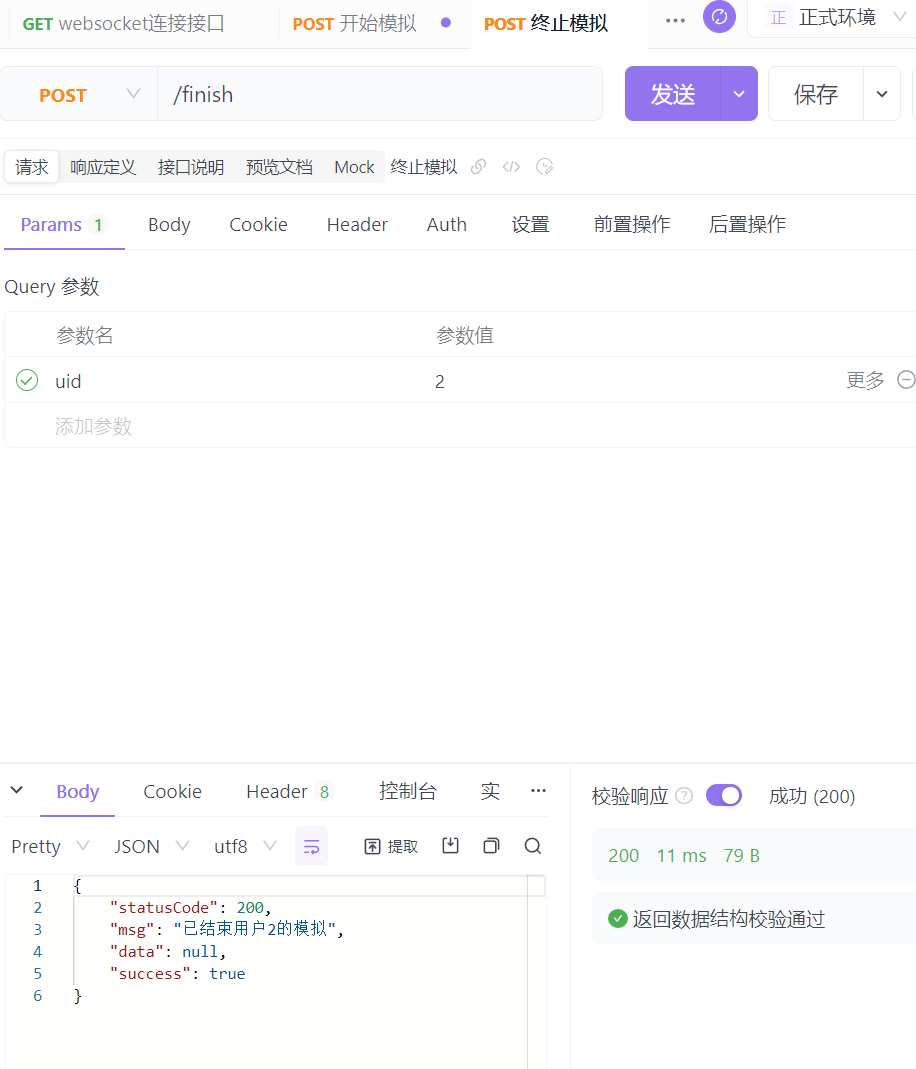 GET websocket连接接口 POST 开始模拟 POST 终止模拟 ··· 正 正式环境
POST /finish 发送 保存
请求 响应定义 接口说明 预览文档 Mock 终止模拟
Params 1 Body Cookie Header Auth 设置 前置操作 后置操作
Query 参数
参数名 参数值
uid 2 更多
添加参数
Body Cookie Header 8 控制台 实 ···
校验响应 ? 成功 (200)
Pretty JSON utf8 提取
200 11 ms 79 B
返回数据结构校验通过
1 {
2 "statusCode": 200,
3 "msg": "已结束用户2的模拟",
4 "data": null,
5 "success": true
6 }